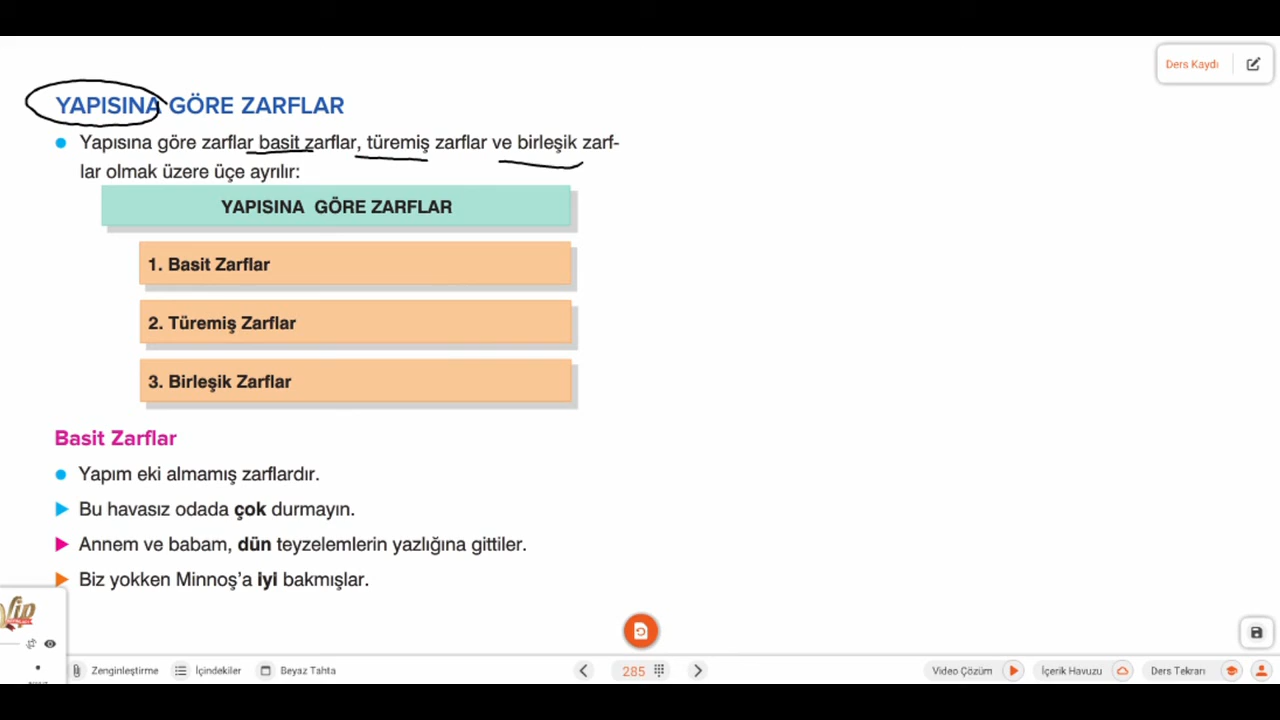 Ders Kaydı
YAPISINA GÖRE ZARFLAR
Yapısına göre zarflar basit zarflar, türemiş zarflar ve birleşik zarf-
lar olmak üzere üçe ayrılır:
YAPISINA GÖRE ZARFLAR
1. Basit Zarflar
2. Türemiş Zarflar
3. Birleşik Zarflar
Basit Zarflar
Yapım eki almamış zarflardır.
Bu havasız odada çok durmayın.
Annem ve babam, dün teyzelemlerin yazlığına gittiler.
Biz yokken Minnoş'a iyi bakmışlar.
Zenginleştirme İçindekiler Beyaz Tahta 285 Video Çözüm İçerik Havuzu Ders Tekrarı